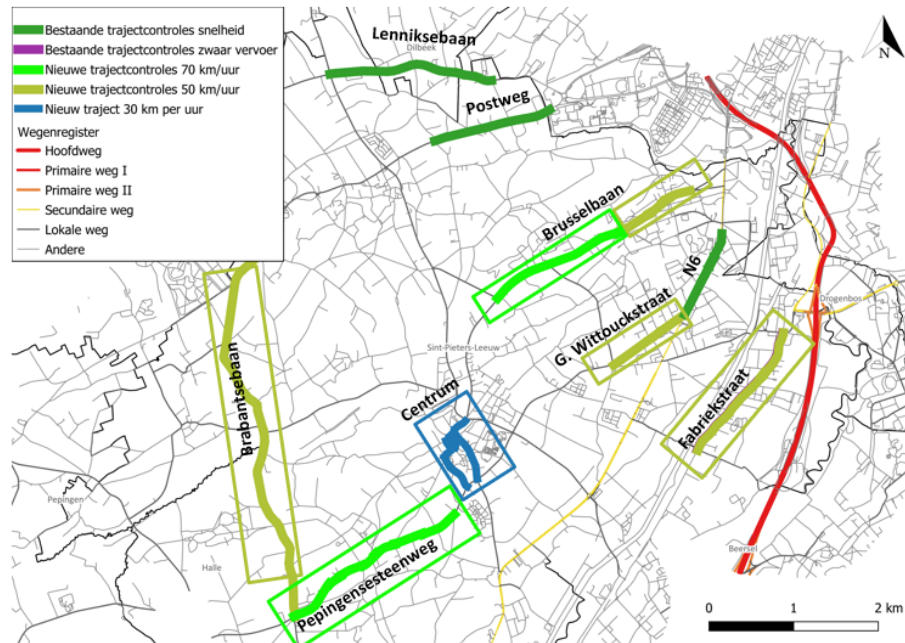 Bestaande trajectcontroles snelheid
Bestaande trajectcontroles zwaar vervoer
Nieuwe trajectcontroles 70 km/uur
Nieuwe trajectcontroles 50 km/uur
Nieuw traject 30 km per uur
Wegenregister
Hoofdweg
Primaire weg I
Primaire weg II
Secundaire weg
Lokale weg
Andere
Lenniksebaan
Dilbeek
Postweg
N
Brusselbaan
N6
Drogenbos
G. Wittouckstraat
Sint-Pieters-Leeuw
Brabantsebaan
Centrum
Fabriekstraat
Pepingen
Halle
Pepingensesteenweg
Beersel
0 1 2 km